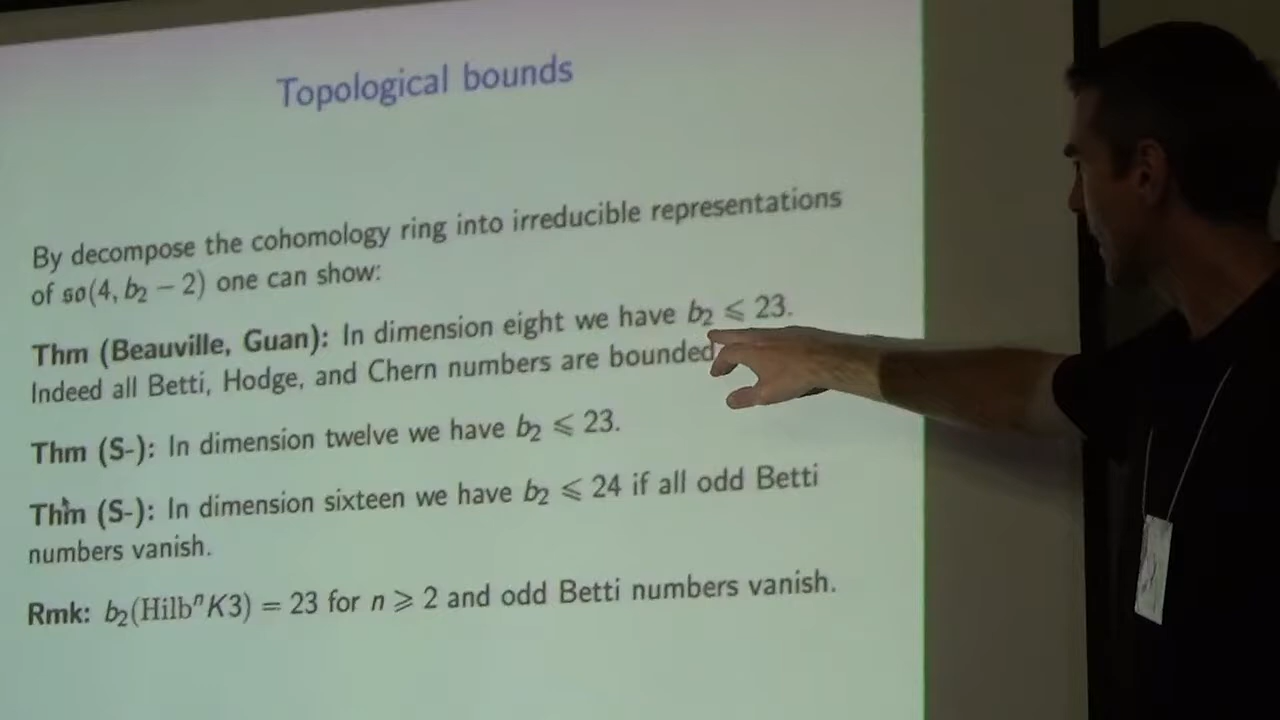 Topological bounds
By decompose the cohomology ring into irreducible representations
of so(4, b₂ − 2) one can show:
Thm (Beauville, Guan): In dimension eight we have b₂ ⩽ 23.
Indeed all Betti, Hodge, and Chern numbers are bounded
Thm (S-): In dimension twelve we have b₂ ⩽ 23.
Thm (S-): In dimension sixteen we have b₂ ⩽ 24 if all odd Betti
numbers vanish.
Rmk: b₂(HilbⁿK3) = 23 for n ⩾ 2 and odd Betti numbers vanish.